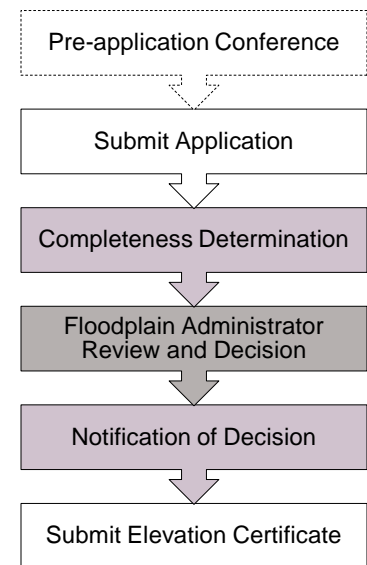 Pre-application Conference
Submit Application
Completeness Determination
Floodplain Administrator
Review and Decision
Notification of Decision
Submit Elevation Certificate